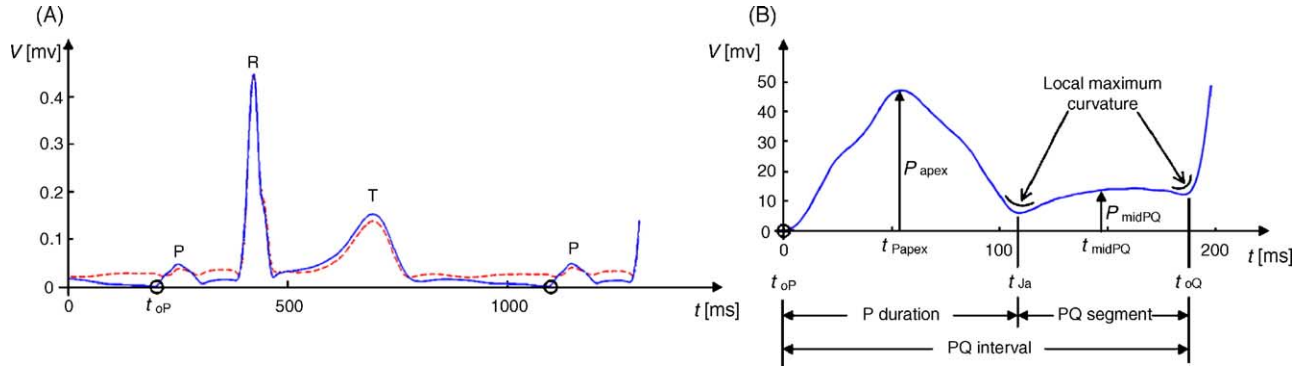 (A)
V [mv]
R
0.4
0.3
0.2
T
0.1
P
P
0
0
t oP
500
1000
t [ms]
(B)
V [mv]
50
40
30
20
10
0
Local maximum
curvature
P apex
P midPQ
0
t Papex
100
t midPQ
200
t [ms]
t oP
t Ja
t oQ
P duration
PQ segment
PQ interval